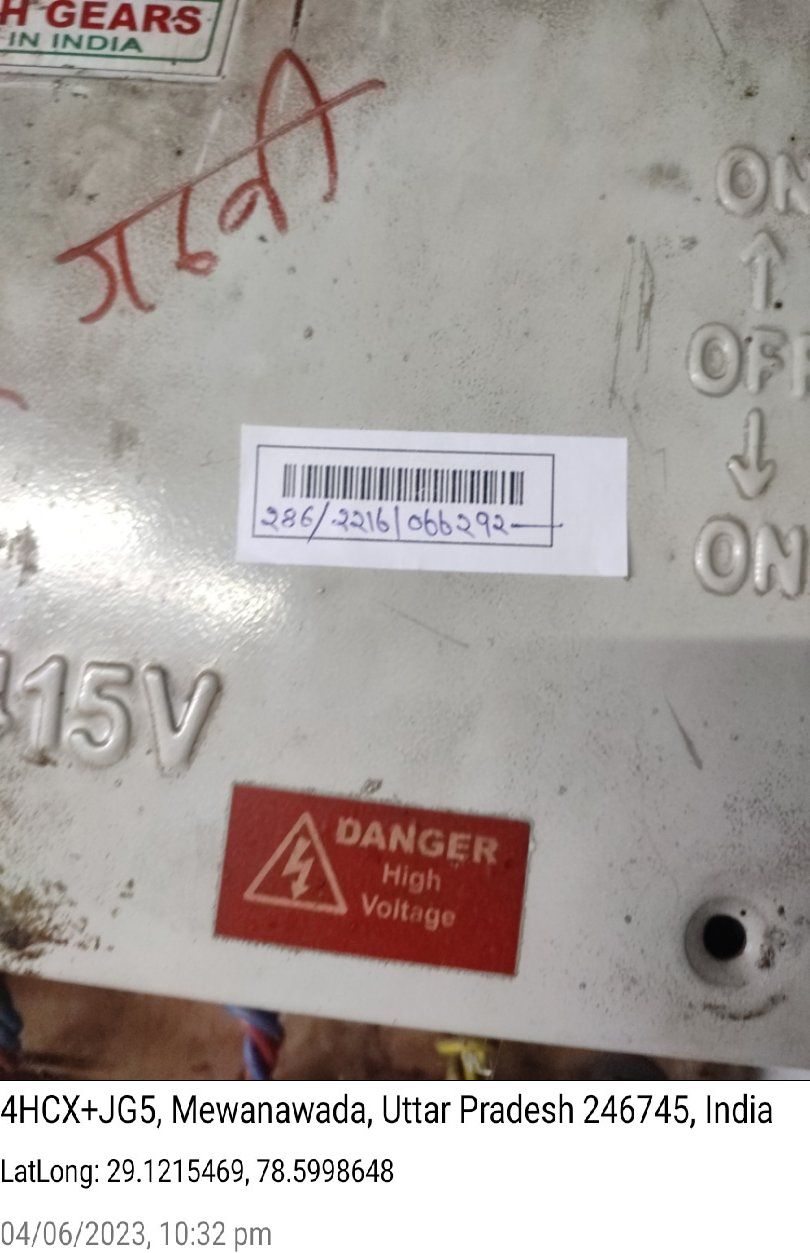 H GEARS
IN INDIA
ON
OFF
ON
286/2216/066292
415V
DANGER
High
Voltage
4HCX+JG5, Mewanawada, Uttar Pradesh 246745, India
LatLong: 29.1215469, 78.5998648
04/06/2023, 10:32 pm